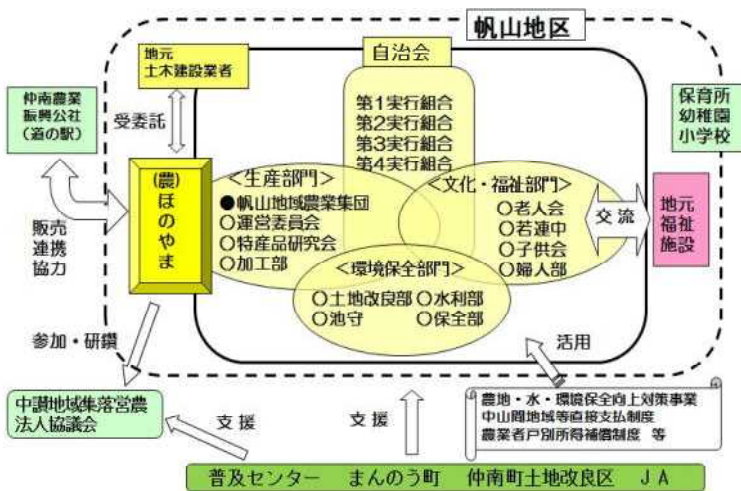 帆山地区
地元
土木建設業者
自治会
仲南農業
振興公社
(道の駅)
受委託
第1実行組合
第2実行組合
第3実行組合
第4実行組合
保育所
幼稚園
小学校
(農)ほのやま
<生産部門>
●帆山地域農業集団
○運営委員会
○特産品研究会
○加工部
<文化・福祉部門>
○老人会
○若連中
○子供会
○婦人部
交流
地元
福祉
施設
販売
連携
協力
<環境保全部門>
○土地改良部 ○水利部
○池守 ○保全部
参加・研鑽
活用
中讃地域集落営農
法人協議会
支援
支援
農地・水・環境保全向上対策事業
中山間地域等直接支払制度
農業者戸別所得補償制度 等
普及センター まんのう町 仲南町土地改良区 JA